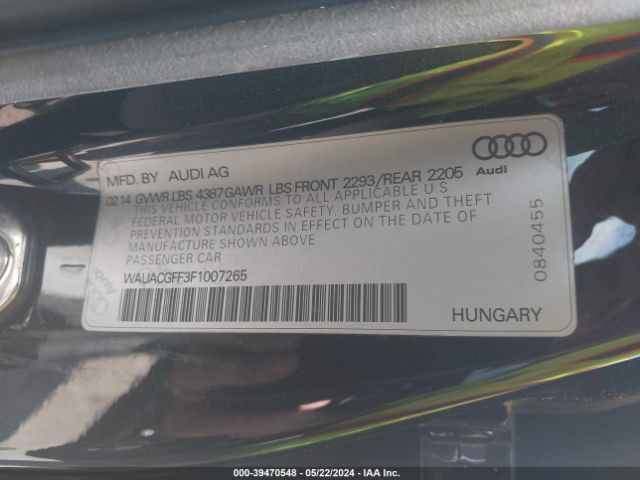 MFD.BY AUDI AG
0214 GVWR LBS 4387GAWR LBS FRONT 2293/REAR 2205
THIS VEHICLE CONFORMS TO ALL APPLICABLE U.S.
FEDERAL MOTOR VEHICLE SAFETY, BUMPER AND THEFT
PREVENTION STANDARDS IN EFFECT ON THE DATE OF
MANUFACTURE SHOWN ABOVE
PASSENGER CAR
WAUACGFF3F1007265
HUNGARY
Audi
0840455
000-39470548 - 05/22/2024 - IAA Inc.